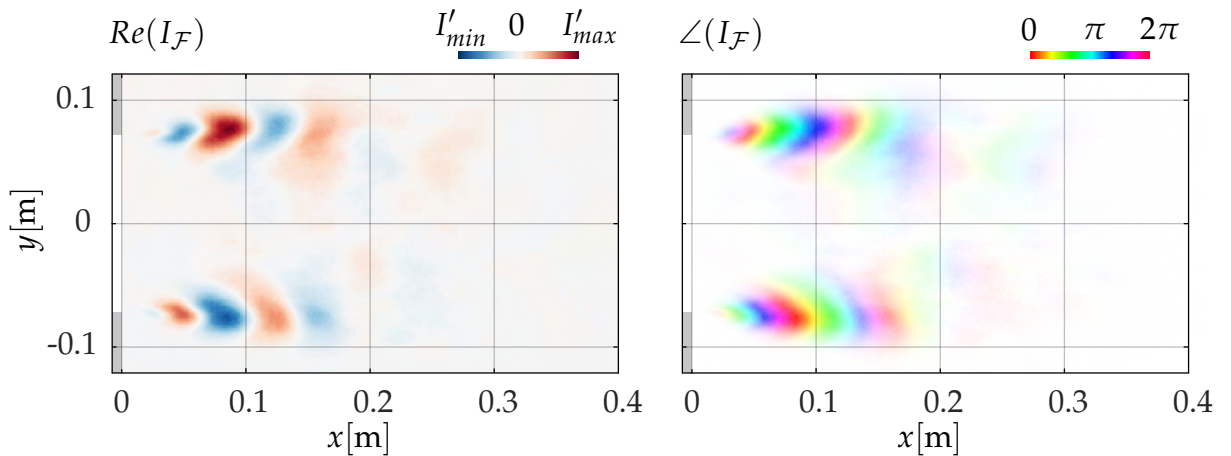 Re(I_ℱ) I′_min 0 I′_max
∠(I_ℱ) 0 π 2π
0.1
0
-0.1
y[m]
0 0.1 0.2 0.3 0.4
x[m]
0 0.1 0.2 0.3 0.4
x[m]